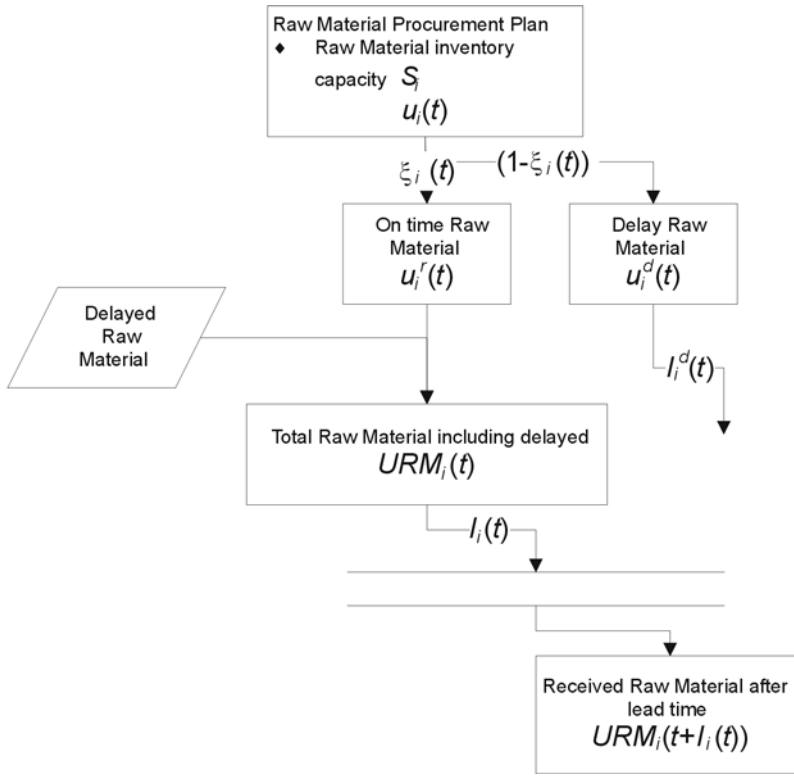 Raw Material Procurement Plan
♦ Raw Material inventory
capacity Sᵢ
uᵢ(t)
ξᵢ(t)
(1-ξᵢ(t))
On time Raw
Material
uᵢʳ(t)
Delay Raw
Material
uᵢᵈ(t)
Delayed
Raw
Material
lᵢᵈ(t)
Total Raw Material including delayed
URMᵢ(t)
lᵢ(t)
Received Raw Material after
lead time
URMᵢ(t+lᵢ(t))